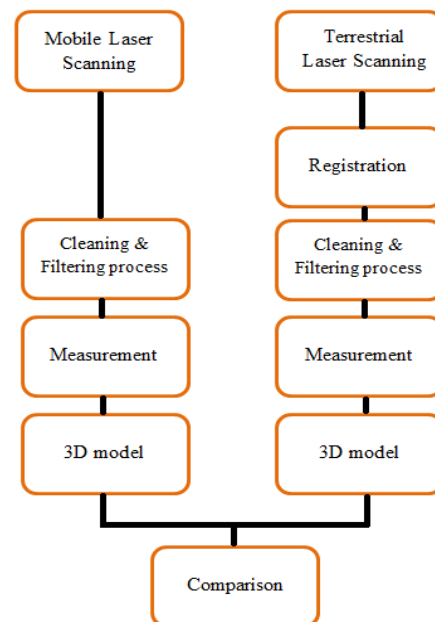 Mobile Laser
Scanning
Terrestrial
Laser Scanning
Registration
Cleaning &
Filtering process
Cleaning &
Filtering process
Measurement
Measurement
3D model
3D model
Comparison